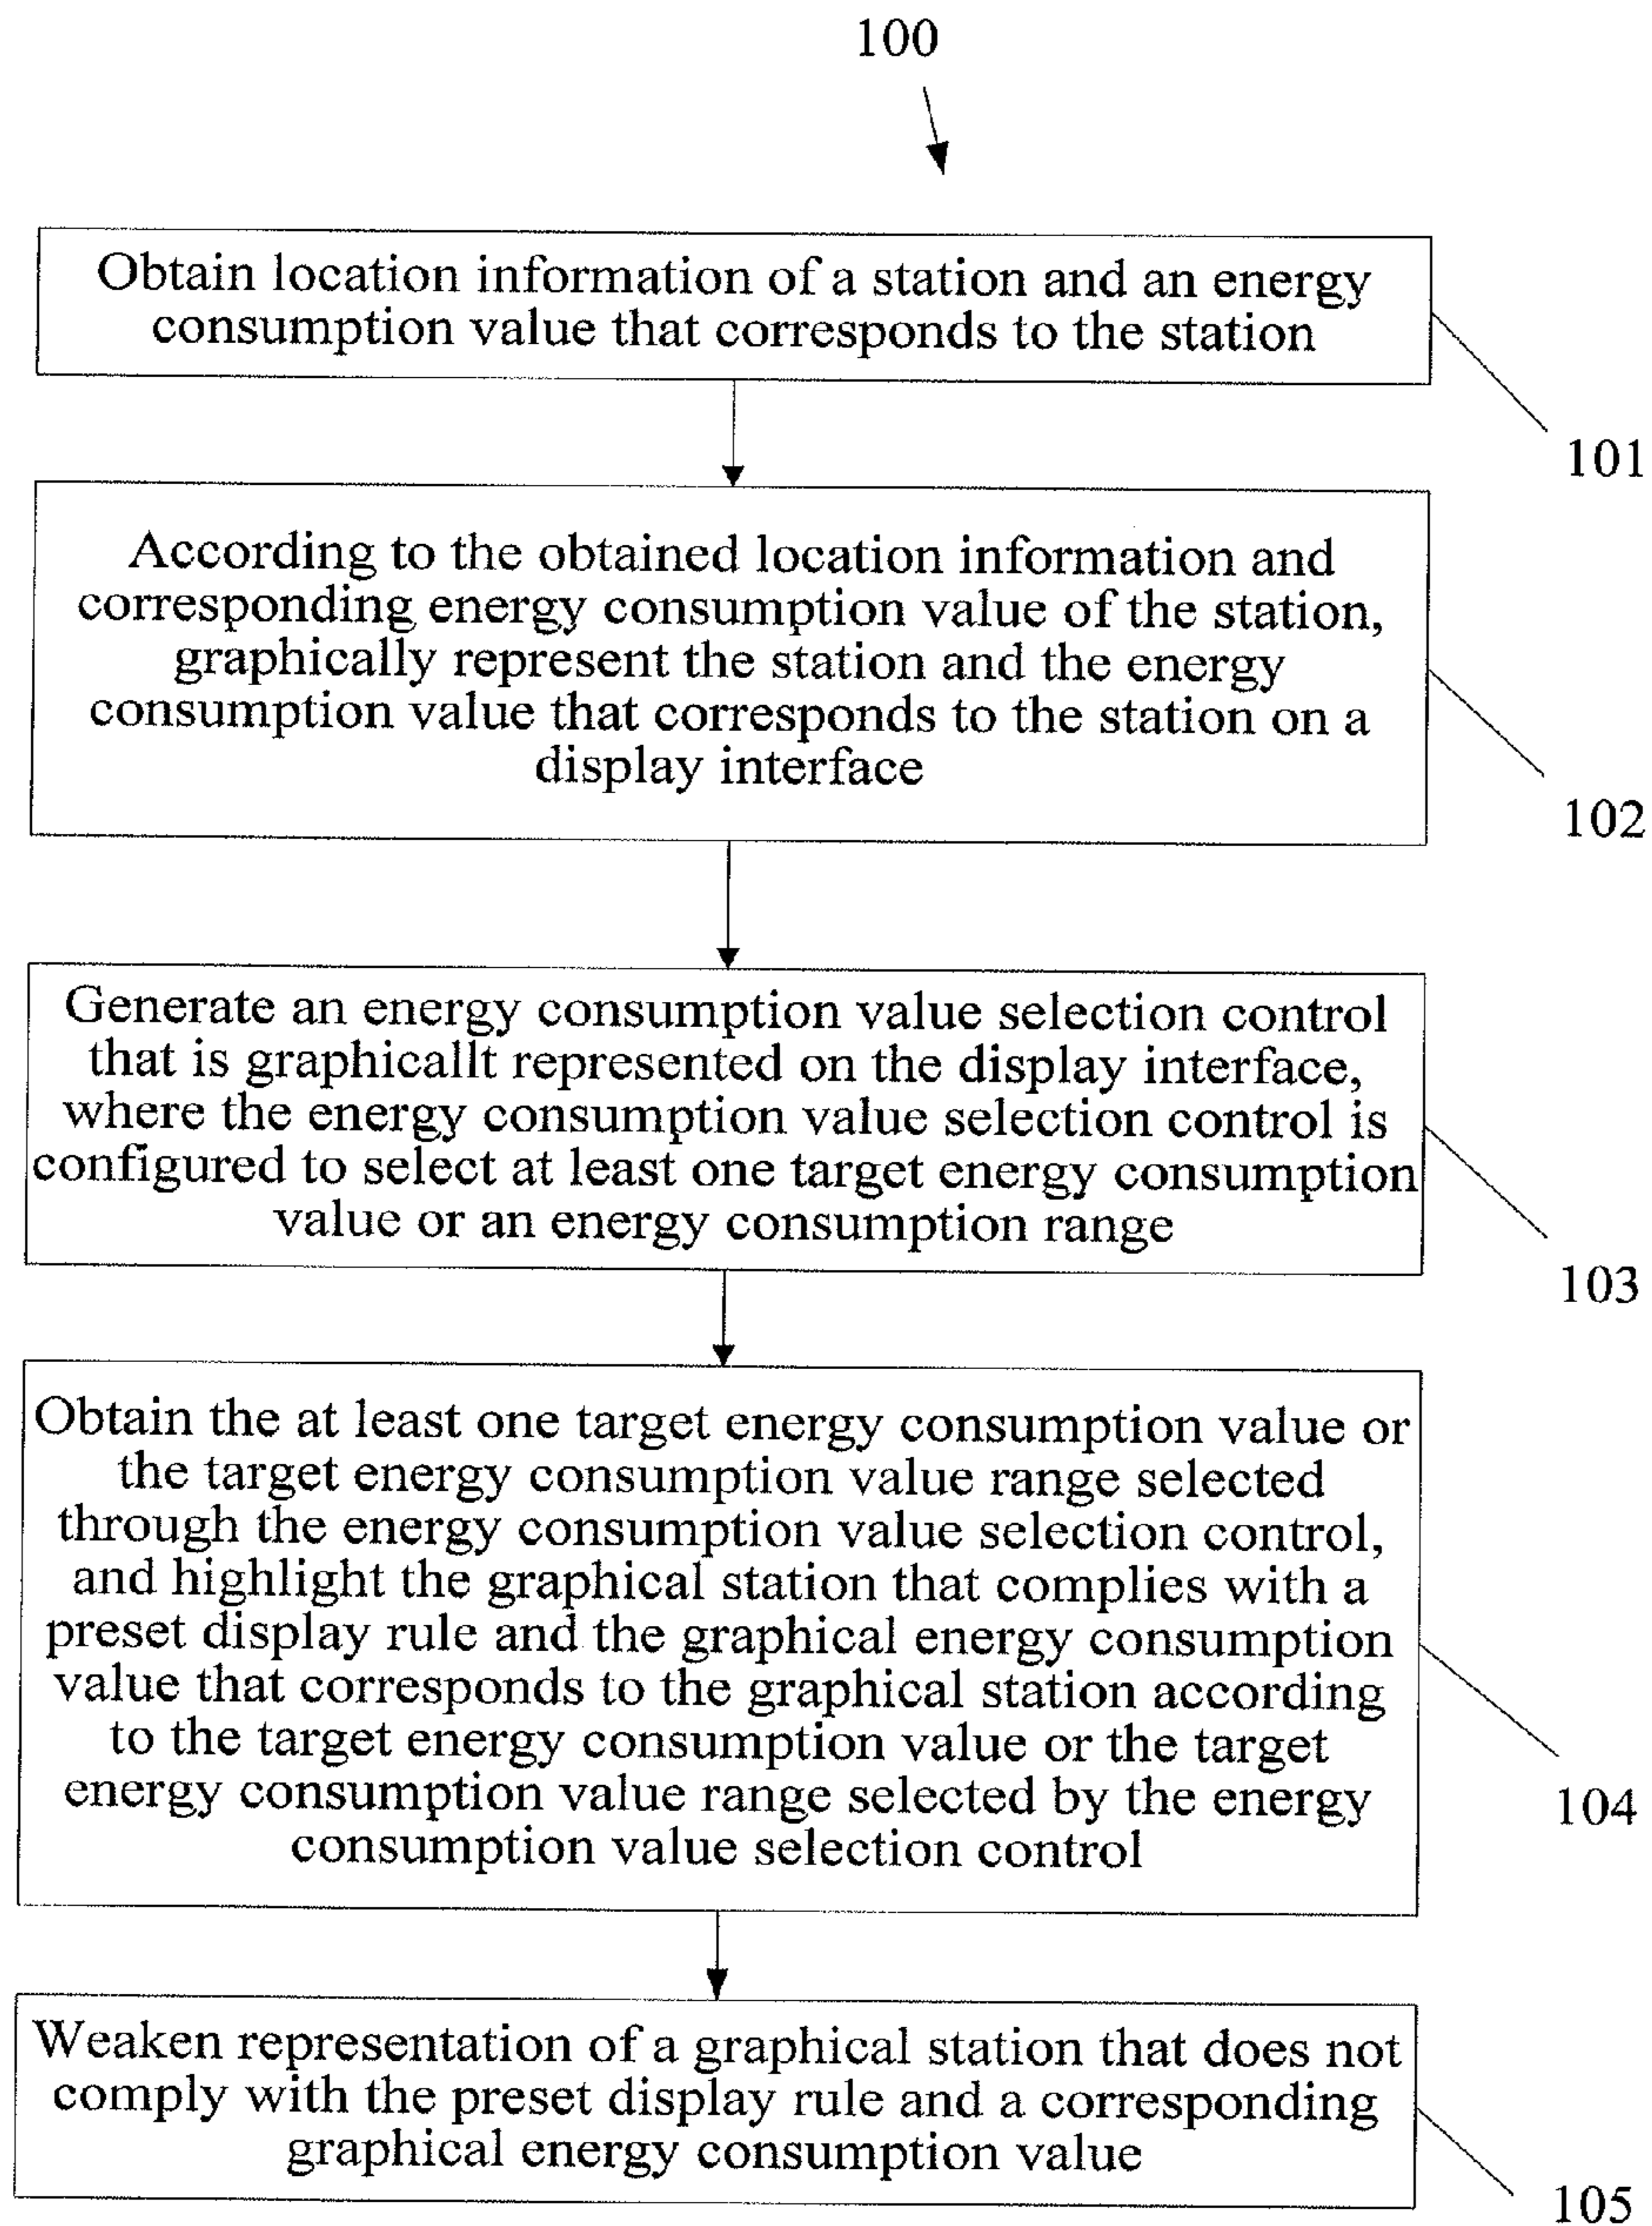 100
Obtain location information of a station and an energy
consumption value that corresponds to the station
101
According to the obtained location information and
corresponding energy consumption value of the station,
graphically represent the station and the energy
consumption value that corresponds to the station on a
display interface
102
Generate an energy consumption value selection control
that is graphicallt represented on the display interface,
where the energy consumption value selection control is
configured to select at least one target energy consumption
value or an energy consumption range
103
Obtain the at least one target energy consumption value or
the target energy consumption value range selected
through the energy consumption value selection control,
and highlight the graphical station that complies with a
preset display rule and the graphical energy consumption
value that corresponds to the graphical station according
to the target energy consumption value or the target
energy consumption value range selected by the energy
consumption value selection control
104
Weaken representation of a graphical station that does not
comply with the preset display rule and a corresponding
graphical energy consumption value
105